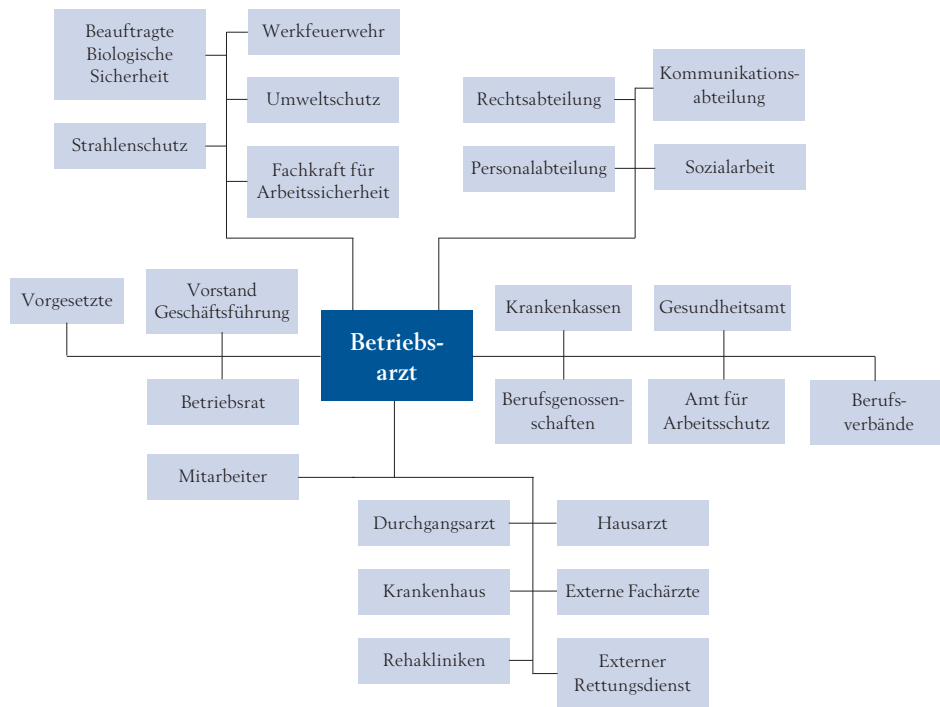 Beauftragte
Biologische
Sicherheit
Werkfeuerwehr
Umweltschutz
Strahlenschutz
Fachkraft für
Arbeitssicherheit
Kommunikations-
abteilung
Rechtsabteilung
Personalabteilung
Sozialarbeit
Vorgesetzte
Vorstand
Geschäftsführung
Betriebsrat
Betriebs-
arzt
Krankenkassen
Gesundheitsamt
Berufsgenossen-
schaften
Amt für
Arbeitsschutz
Berufs-
verbände
Mitarbeiter
Durchgangsarzt
Hausarzt
Krankenhaus
Externe Fachärzte
Rehakliniken
Externer
Rettungsdienst